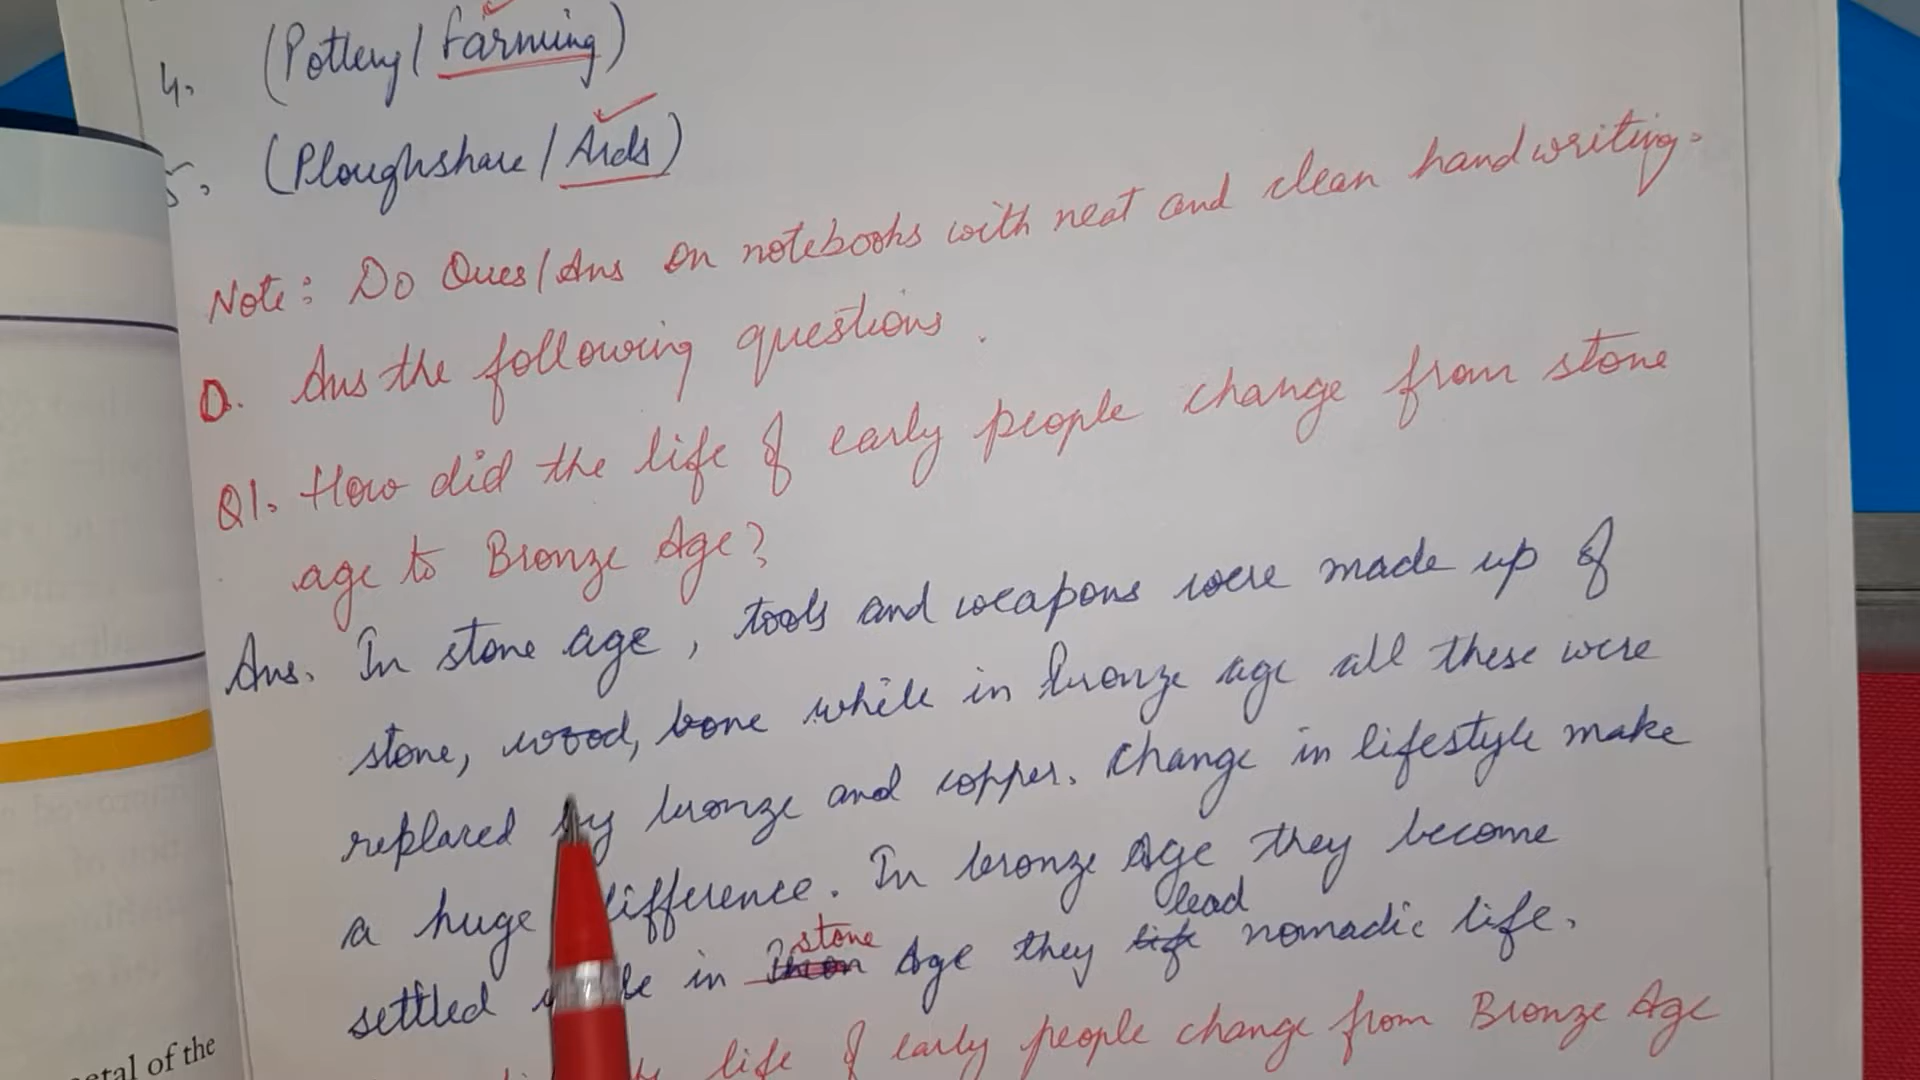 4. (Pottery/Farming)
5. (Ploughshare/Ards)
Note: Do Ques/Ans on notebooks with neat and clean handwriting.
D. Ans the following questions.
Q1. How did the life of early people change from stone
age to Bronze Age?
Ans. In stone age, tools and weapons were made up of
stone, wood, bone while in bronze age all these were
replaced by bronze and copper. Change in lifestyle make
a huge difference. In bronze Age they become
settled in stone Age they lead nomadic life.
life of early people change from Bronze Age
etal of the